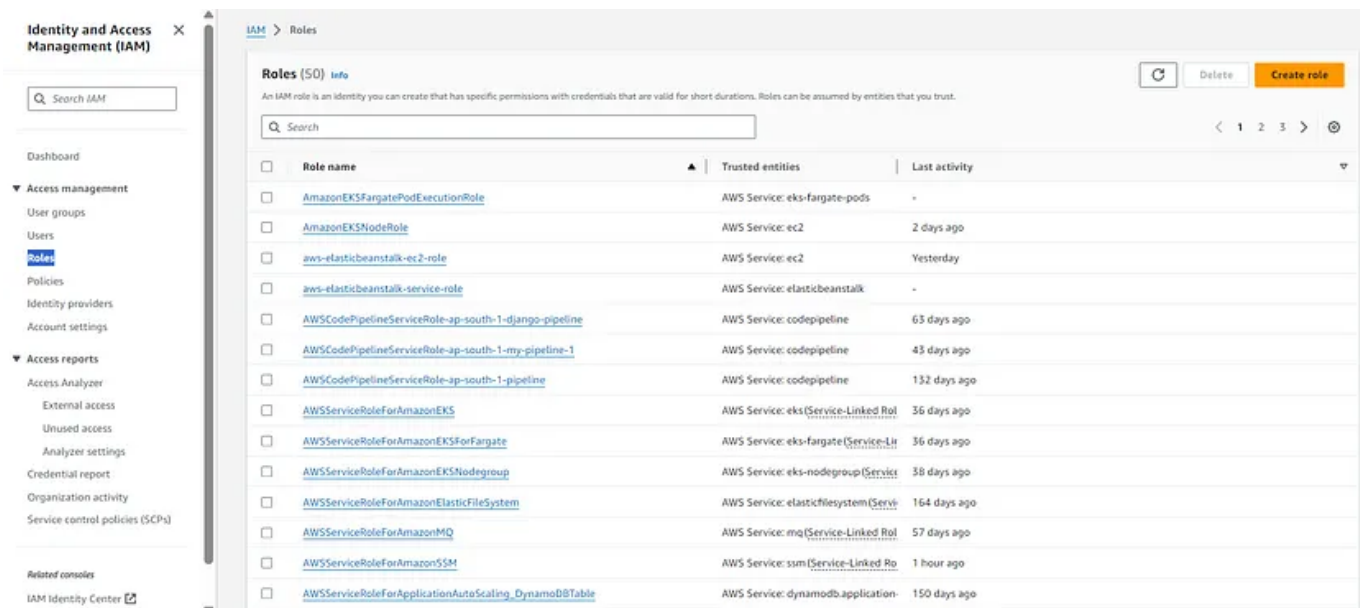 Identity and Access
Management (IAM)
Search IAM
Dashboard
Access management
User groups
Users
Roles
Policies
Identity providers
Account settings
Access reports
Access Analyzer
External access
Unused access
Analyzer settings
Credential report
Organization activity
Service control policies (SCPs)
Related consoles
IAM Identity Center
IAM > Roles
Roles (50) Info
Delete
Create role
An IAM role is an identity you can create that has specific permissions with credentials that are valid for short durations. Roles can be assumed by entities that you trust.
Search
1 2 3
Role name Trusted entities Last activity
AmazonEKSFargatePodExecutionRole AWS Service: eks-fargate-pods -
AmazonEKSNodeRole AWS Service: ec2 2 days ago
aws-elasticbeanstalk-ec2-role AWS Service: ec2 Yesterday
aws-elasticbeanstalk-service-role AWS Service: elasticbeanstalk -
AWSCodePipelineServiceRole-ap-south-1-django-pipeline AWS Service: codepipeline 63 days ago
AWSCodePipelineServiceRole-ap-south-1-my-pipeline-1 AWS Service: codepipeline 43 days ago
AWSCodePipelineServiceRole-ap-south-1-pipeline AWS Service: codepipeline 132 days ago
AWSServiceRoleForAmazonEKS AWS Service: eks (Service-Linked Rol 36 days ago
AWSServiceRoleForAmazonEKSForFargate AWS Service: eks-fargate (Service-Lin 36 days ago
AWSServiceRoleForAmazonEKSNodegroup AWS Service: eks-nodegroup (Service 38 days ago
AWSServiceRoleForAmazonElasticFileSystem AWS Service: elasticfilesystem (Servi 164 days ago
AWSServiceRoleForAmazonMQ AWS Service: mq (Service-Linked Rol 57 days ago
AWSServiceRoleForAmazonSSM AWS Service: ssm (Service-Linked Ro 1 hour ago
AWSServiceRoleForApplicationAutoScaling_DynamoDBTable AWS Service: dynamodb.application- 150 days ago